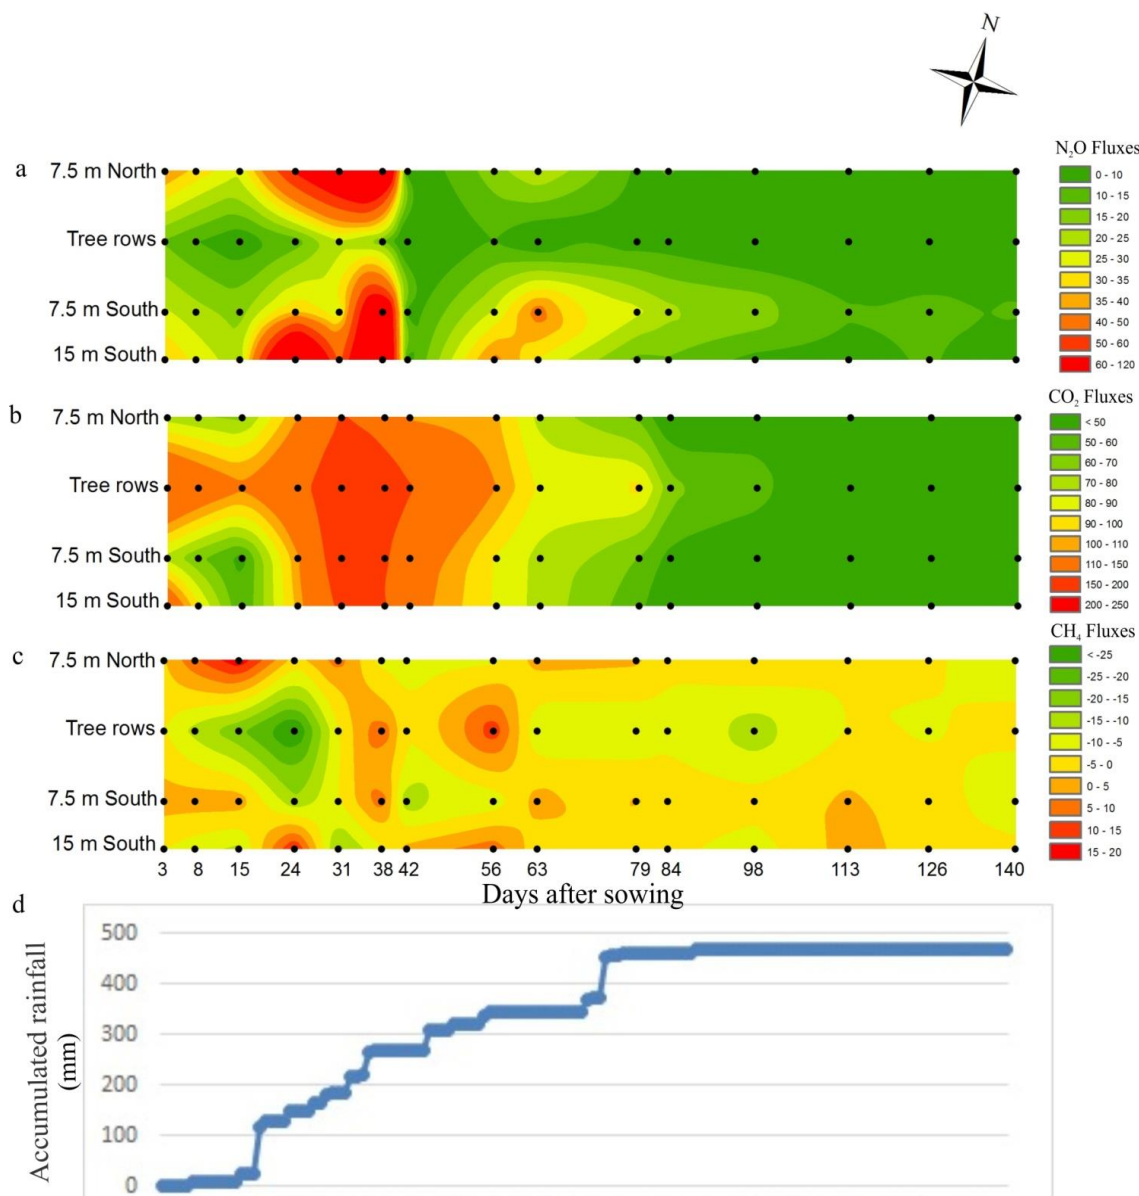 N
a
7.5 m North
Tree rows
7.5 m South
15 m South
N₂O Fluxes
0 - 10
10 - 15
15 - 20
20 - 25
25 - 30
30 - 35
35 - 40
40 - 50
50 - 60
60 - 120
b
7.5 m North
Tree rows
7.5 m South
15 m South
CO₂ Fluxes
< 50
50 - 60
60 - 70
70 - 80
80 - 90
90 - 100
100 - 110
110 - 150
150 - 200
200 - 250
c
7.5 m North
Tree rows
7.5 m South
15 m South
CH₄ Fluxes
< -25
-25 - -20
-20 - -15
-15 - -10
-10 - -5
-5 - 0
0 - 5
5 - 10
10 - 15
15 - 20
3 8 15 24 31 38 42 56 63 79 84 98 113 126 140
Days after sowing
d
Accumulated rainfall
(mm)
500
400
300
200
100
0